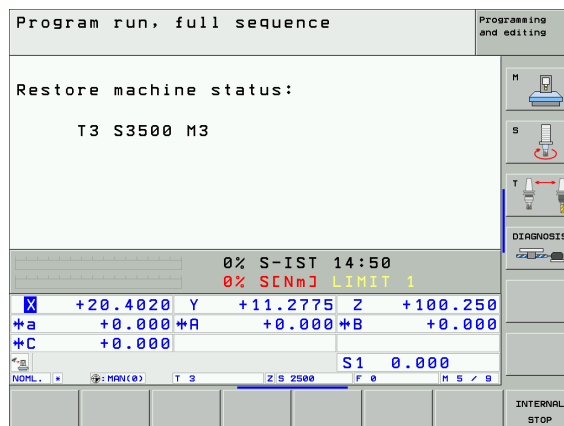 Program run, full sequence
Programming
and editing
Restore machine status:
T3 S3500 M3
M
S
T
DIAGNOSIS
0% S-IST 14:50
0% S[Nm] LIMIT 1
X +20.4020 Y +11.2775 Z +100.250
a +0.000 A +0.000 B +0.000
C +0.000
S1 0.000
NOML. * : MAN(0) T 3 Z S 2500 F 0 M 5 / 9
INTERNAL
STOP